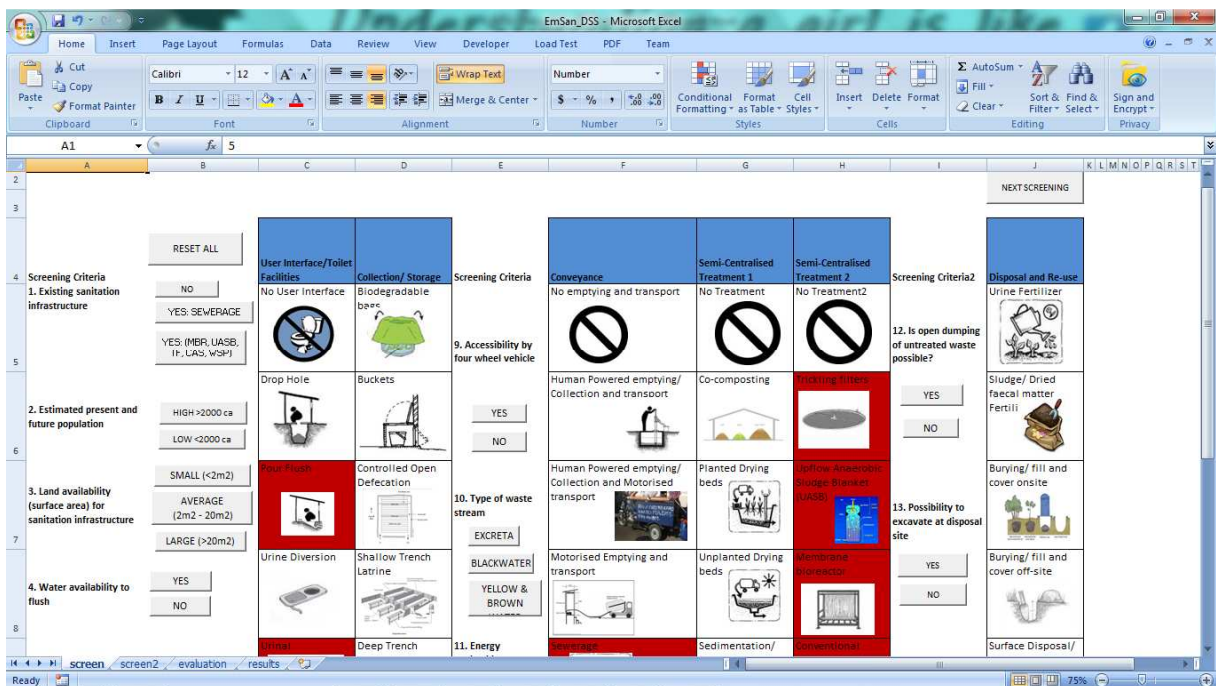 Understanding a girl is like
EmSan_DSS - Microsoft Excel
Home Insert Page Layout Formulas Data Review View Developer Load Test PDF Team
Paste
Cut
Copy
Format Painter
Clipboard
Calibri 12
B I U
Font
Wrap Text
Merge & Center
Alignment
Number
$ % ,
Number
Conditional Formatting
Format as Table
Cell Styles
Styles
Insert Delete Format
Cells
Σ AutoSum
Fill
Clear
Sort & Filter
Find & Select
Editing
Sign and Encrypt
Privacy
A1 fx 5
A B C D E F G H I J K L M N O P Q R S T
2
NEXT SCREENING
3
4
Screening Criteria
RESET ALL
User Interface/Toilet Facilities
Collection/ Storage
Screening Criteria
Conveyance
Semi-Centralised Treatment 1
Semi-Centralised Treatment 2
Screening Criteria2
Disposal and Re-use
5
1. Existing sanitation infrastructure
NO
YES: SEWERAGE
YES: (MBR, UASB, TF, CAS, WSP)
No User Interface
Biodegradable bags
9. Accessibility by four wheel vehicle
No emptying and transport
No Treatment
No Treatment2
12. Is open dumping of untreated waste possible?
Urine Fertilizer
6
2. Estimated present and future population
HIGH >2000 ca
LOW <2000 ca
Drop Hole
Buckets
YES
NO
Human Powered emptying/ Collection and transport
Co-composting
Trickling filters
YES
NO
Sludge/ Dried faecal matter Fertili
7
3. Land availability (surface area) for sanitation infrastructure
SMALL (<2m2)
AVERAGE (2m2 - 20m2)
LARGE (>20m2)
Pour Flush
Controlled Open Defecation
10. Type of waste stream
EXCRETA
Human Powered emptying/ Collection and Motorised transport
Planted Drying beds
Upflow Anaerobic Sludge Blanket (UASB)
13. Possibility to excavate at disposal site
Burying/ fill and cover onsite
8
4. Water availability to flush
YES
NO
Urine Diversion
Shallow Trench Latrine
BLACKWATER
YELLOW & BROWN
Motorised Emptying and transport
Unplanted Drying beds
Membrane bioreactor
YES
NO
Burying/ fill and cover off-site
Urinal
Deep Trench
11. Energy
Sewerage
Sedimentation/
Conventional
Surface Disposal/
screen screen2 evaluation results
Ready
75%